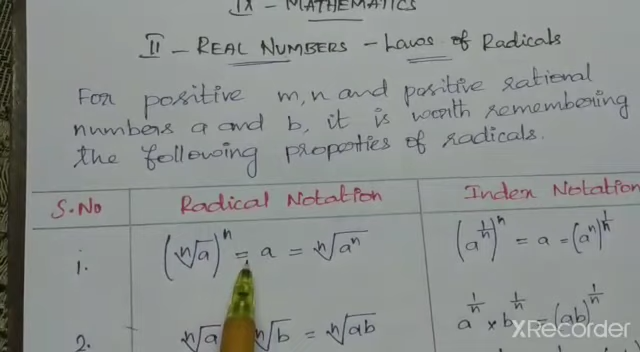 IX - MATHEMATICS
II - REAL NUMBERS - Laws of Radicals
For positive m, n and positive rational
numbers a and b, it is worth remembering
the following properties of radicals.
S.No Radical Notation Index Notation
1. (ⁿ√a)ⁿ = a = ⁿ√aⁿ (a^{1/n})ⁿ = a = (aⁿ)^{1/n}
2. ⁿ√a ⁿ√b = ⁿ√ab a^{1/n} × b^{1/n} = (ab)^{1/n}
XRecorder